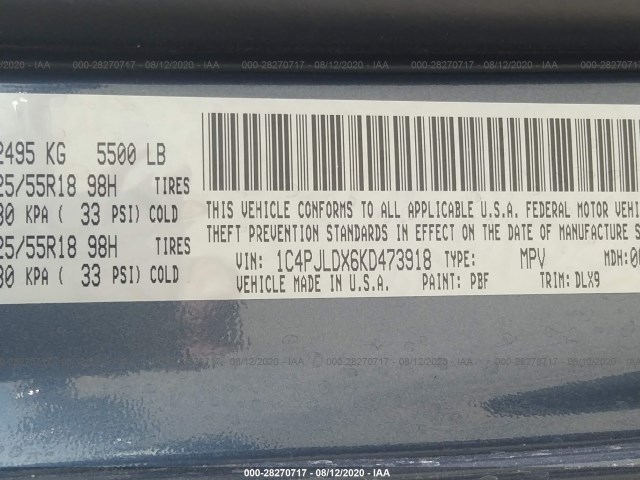 000-28270717 - 08/12/2020 - IAA
2495 KG 5500 LB
25/55R18 98H TIRES
30 KPA ( 33 PSI) COLD
25/55R18 98H TIRES
30 KPA ( 33 PSI) COLD
THIS VEHICLE CONFORMS TO ALL APPLICABLE U.S.A. FEDERAL MOTOR
THEFT PREVENTION STANDARDS IN EFFECT ON THE DATE OF MANUFACTURE
VIN: 1C4PJLDX6KD473918 TYPE: MPV MDH:
VEHICLE MADE IN U.S.A. PAINT: PBF TRIM: DLX9
000-28270717 - 08/12/2020 - IAA